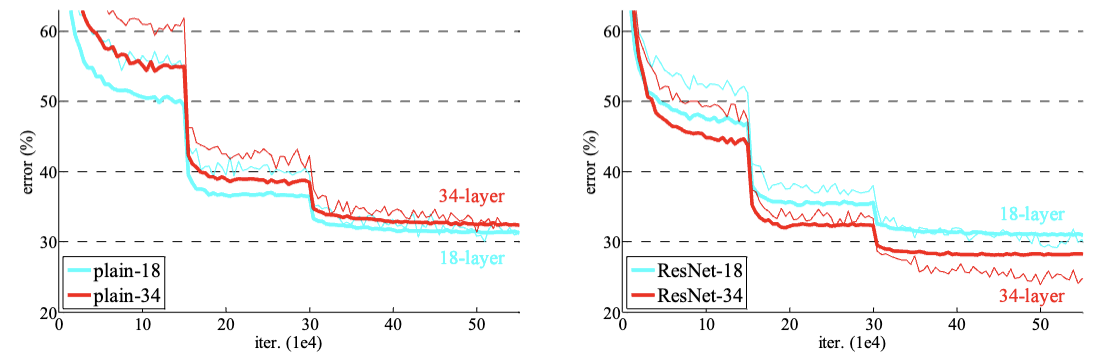 60
50
40
30
20
error (%)
0
10
20
30
40
50
iter. (1e4)
34-layer
18-layer
plain-18
plain-34
60
50
40
30
20
error (%)
0
10
20
30
40
50
iter. (1e4)
18-layer
34-layer
ResNet-18
ResNet-34